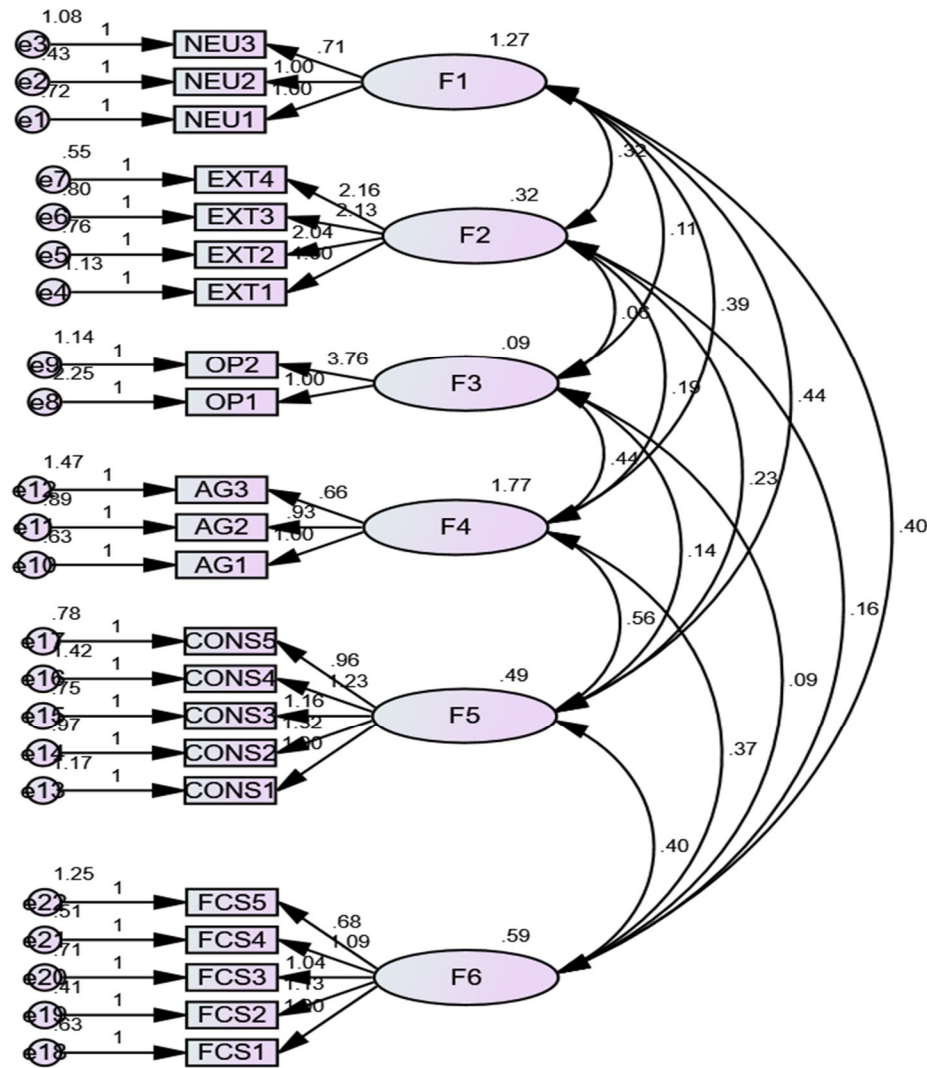 1.08
e3 1 NEU3 .71 1.27
.43
e2 1 NEU2 1.00 F1
.72
e1 1 NEU1 1.00
.32
.55
e7 1 EXT4 2.16 .32
.80
e6 1 EXT3 2.13 F2 .11
.76
e5 1 EXT2 2.04
1.13
e4 1 EXT1 1.00
.06 .39
1.14 .09
e9 1 OP2 3.76 F3
2.25
e8 1 OP1 1.00
.19 .44
1.47 .44
e12 1 AG3 .66 1.77 .23
.89
e11 1 AG2 .93 F4 .40
.63
e10 1 AG1 1.00 .14
.56 .16
.78
e17 1 CONS5 .96 .49
1.42
e16 1 CONS4 1.23 .09
.75
e15 1 CONS3 1.16 F5
.97
e14 1 CONS2 1.32 .37
1.17
e13 1 CONS1 1.00
.40
1.25
e22 1 FCS5 .68 .59
.51
e21 1 FCS4 1.09
.71
e20 1 FCS3 1.04 F6
.41
e19 1 FCS2 1.13
.63
e18 1 FCS1 1.00